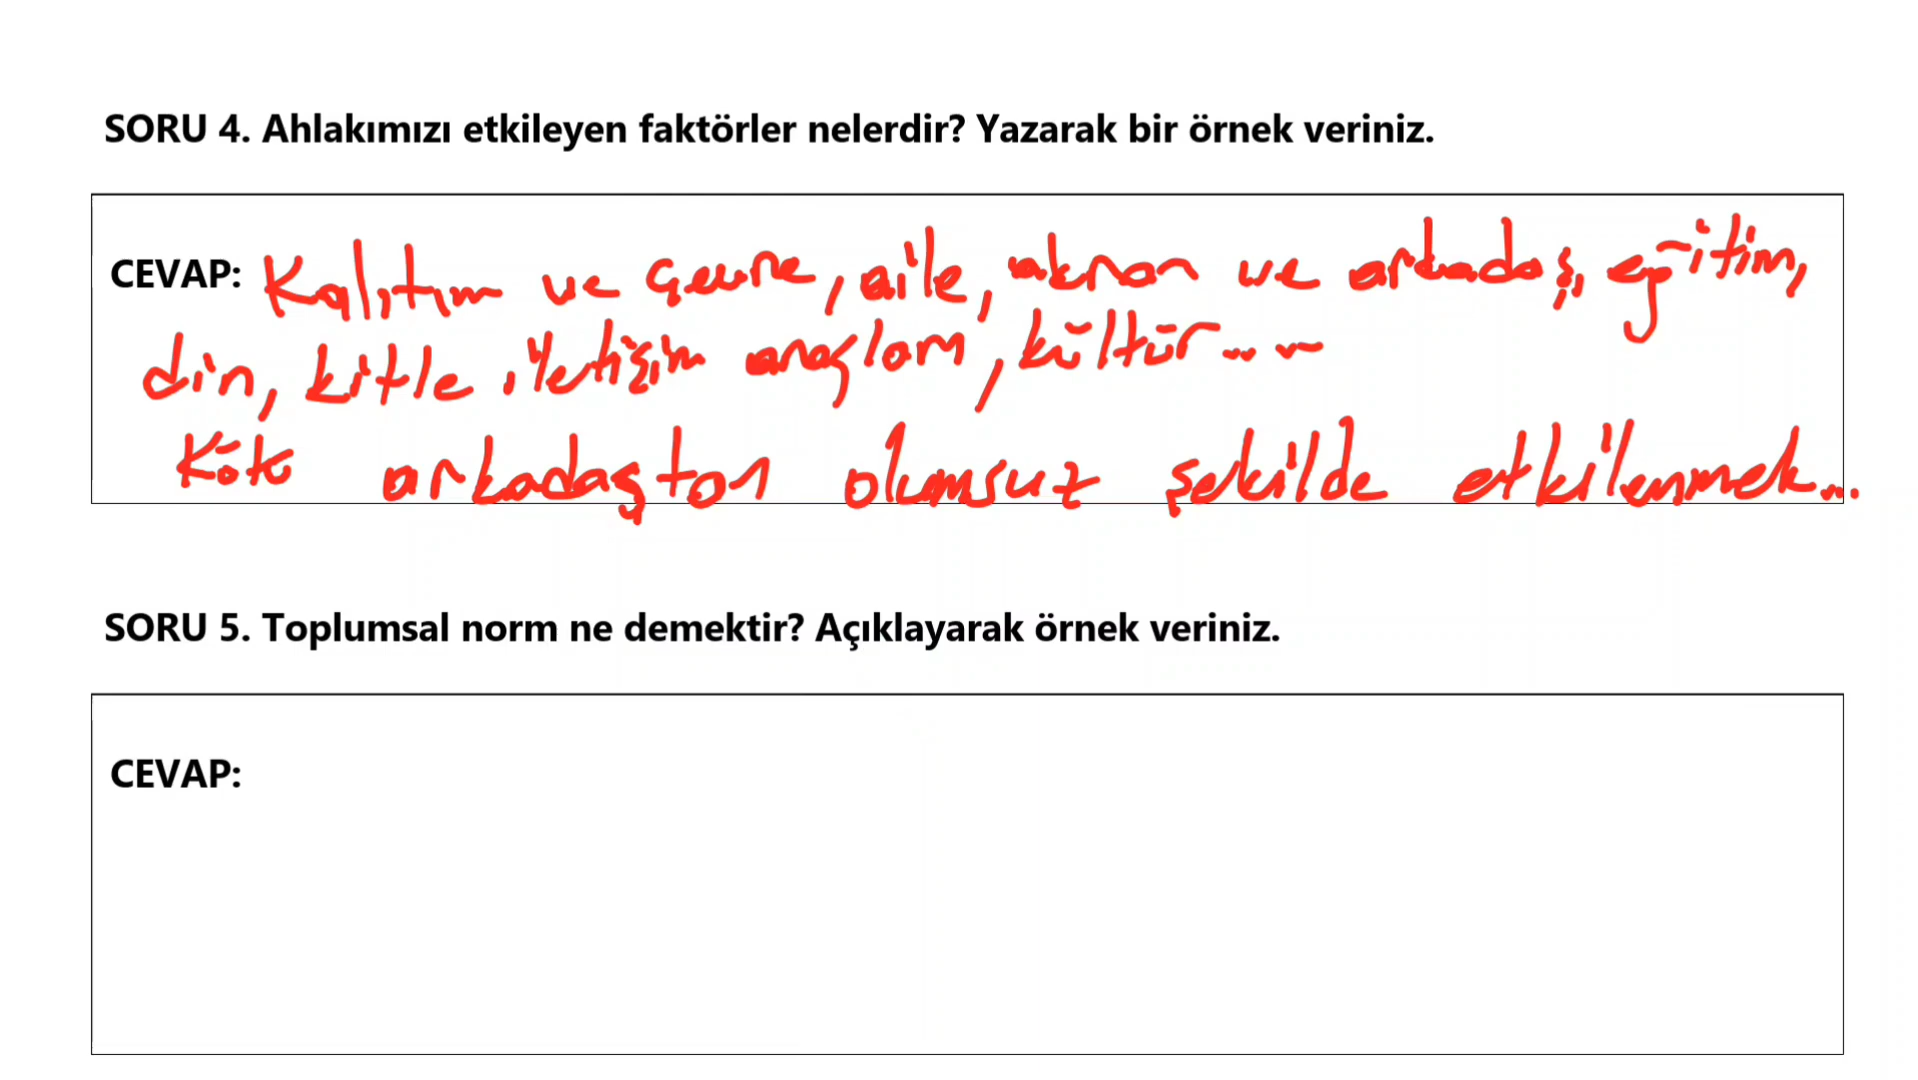 SORU 4. Ahlakımızı etkileyen faktörler nelerdir? Yazarak bir örnek veriniz.
CEVAP: Kalıtım ve çevre, aile, akran ve arkadaş, eğitim,
din, kitle iletişim araçları, kültür... ...
Kötü arkadaştan olumsuz şekilde etkilenmek...
SORU 5. Toplumsal norm ne demektir? Açıklayarak örnek veriniz.
CEVAP: